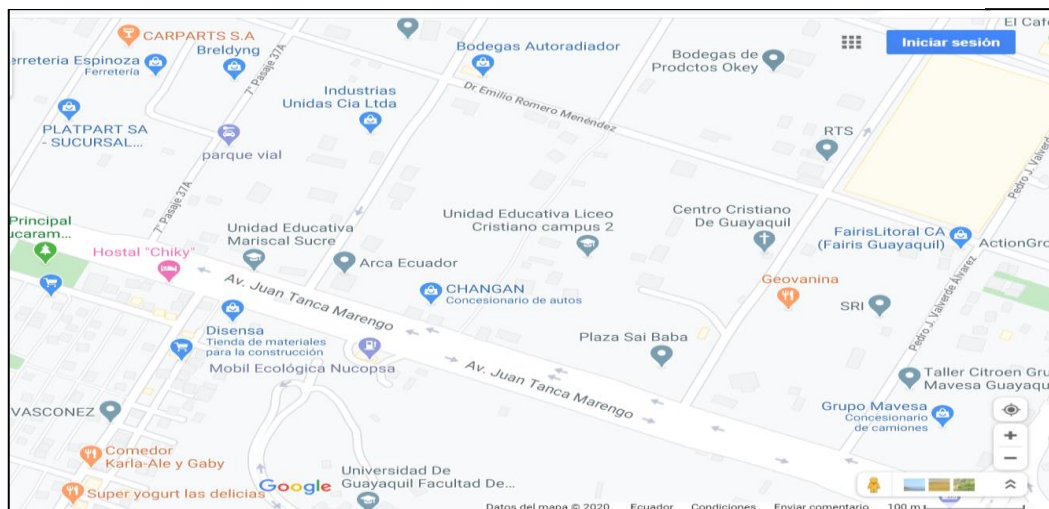 CARPARTS S.A
El Café
Iniciar sesión
Breldyng
Bodegas Autoradiador
Bodegas de
Prodctos Okey
erreteria Espinoza
Ferretería
7° Pasaje 37A
Industrias
Unidas Cia Ltda
Dr Emilio Romero Menéndez
PLATPART SA
- SUCURSAL...
RTS
parque vial
Pedro J. Valverde
7° Pasaje 37A
Principal
ucaram...
Unidad Educativa
Mariscal Sucre
Unidad Educativa Liceo
Cristiano campus 2
Centro Cristiano
De Guayaquil
FairisLitoral CA
(Fairis Guayaquil)
ActionGro
Hostal "Chiky"
Arca Ecuador
CHANGAN
Concesionario de autos
Geovanina
SRI
Av. Juan Tanca Marengo
Pedro J. Valverde Álvarez
Disensa
Tienda de materiales
para la construcción
Plaza Sai Baba
Mobil Ecológica Nucopsa
Av. Juan Tanca Marengo
Taller Citroen Gru
Mavesa Guayaqu
VASCONEZ
Grupo Mavesa
Concesionario
de camiones
Comedor
Karla-Ale y Gaby
Universidad De
Guayaquil Facultad De...
Google
Super yogurt las delicias
Datos del mapa © 2020 Ecuador Condiciones Enviar comentario 100 m